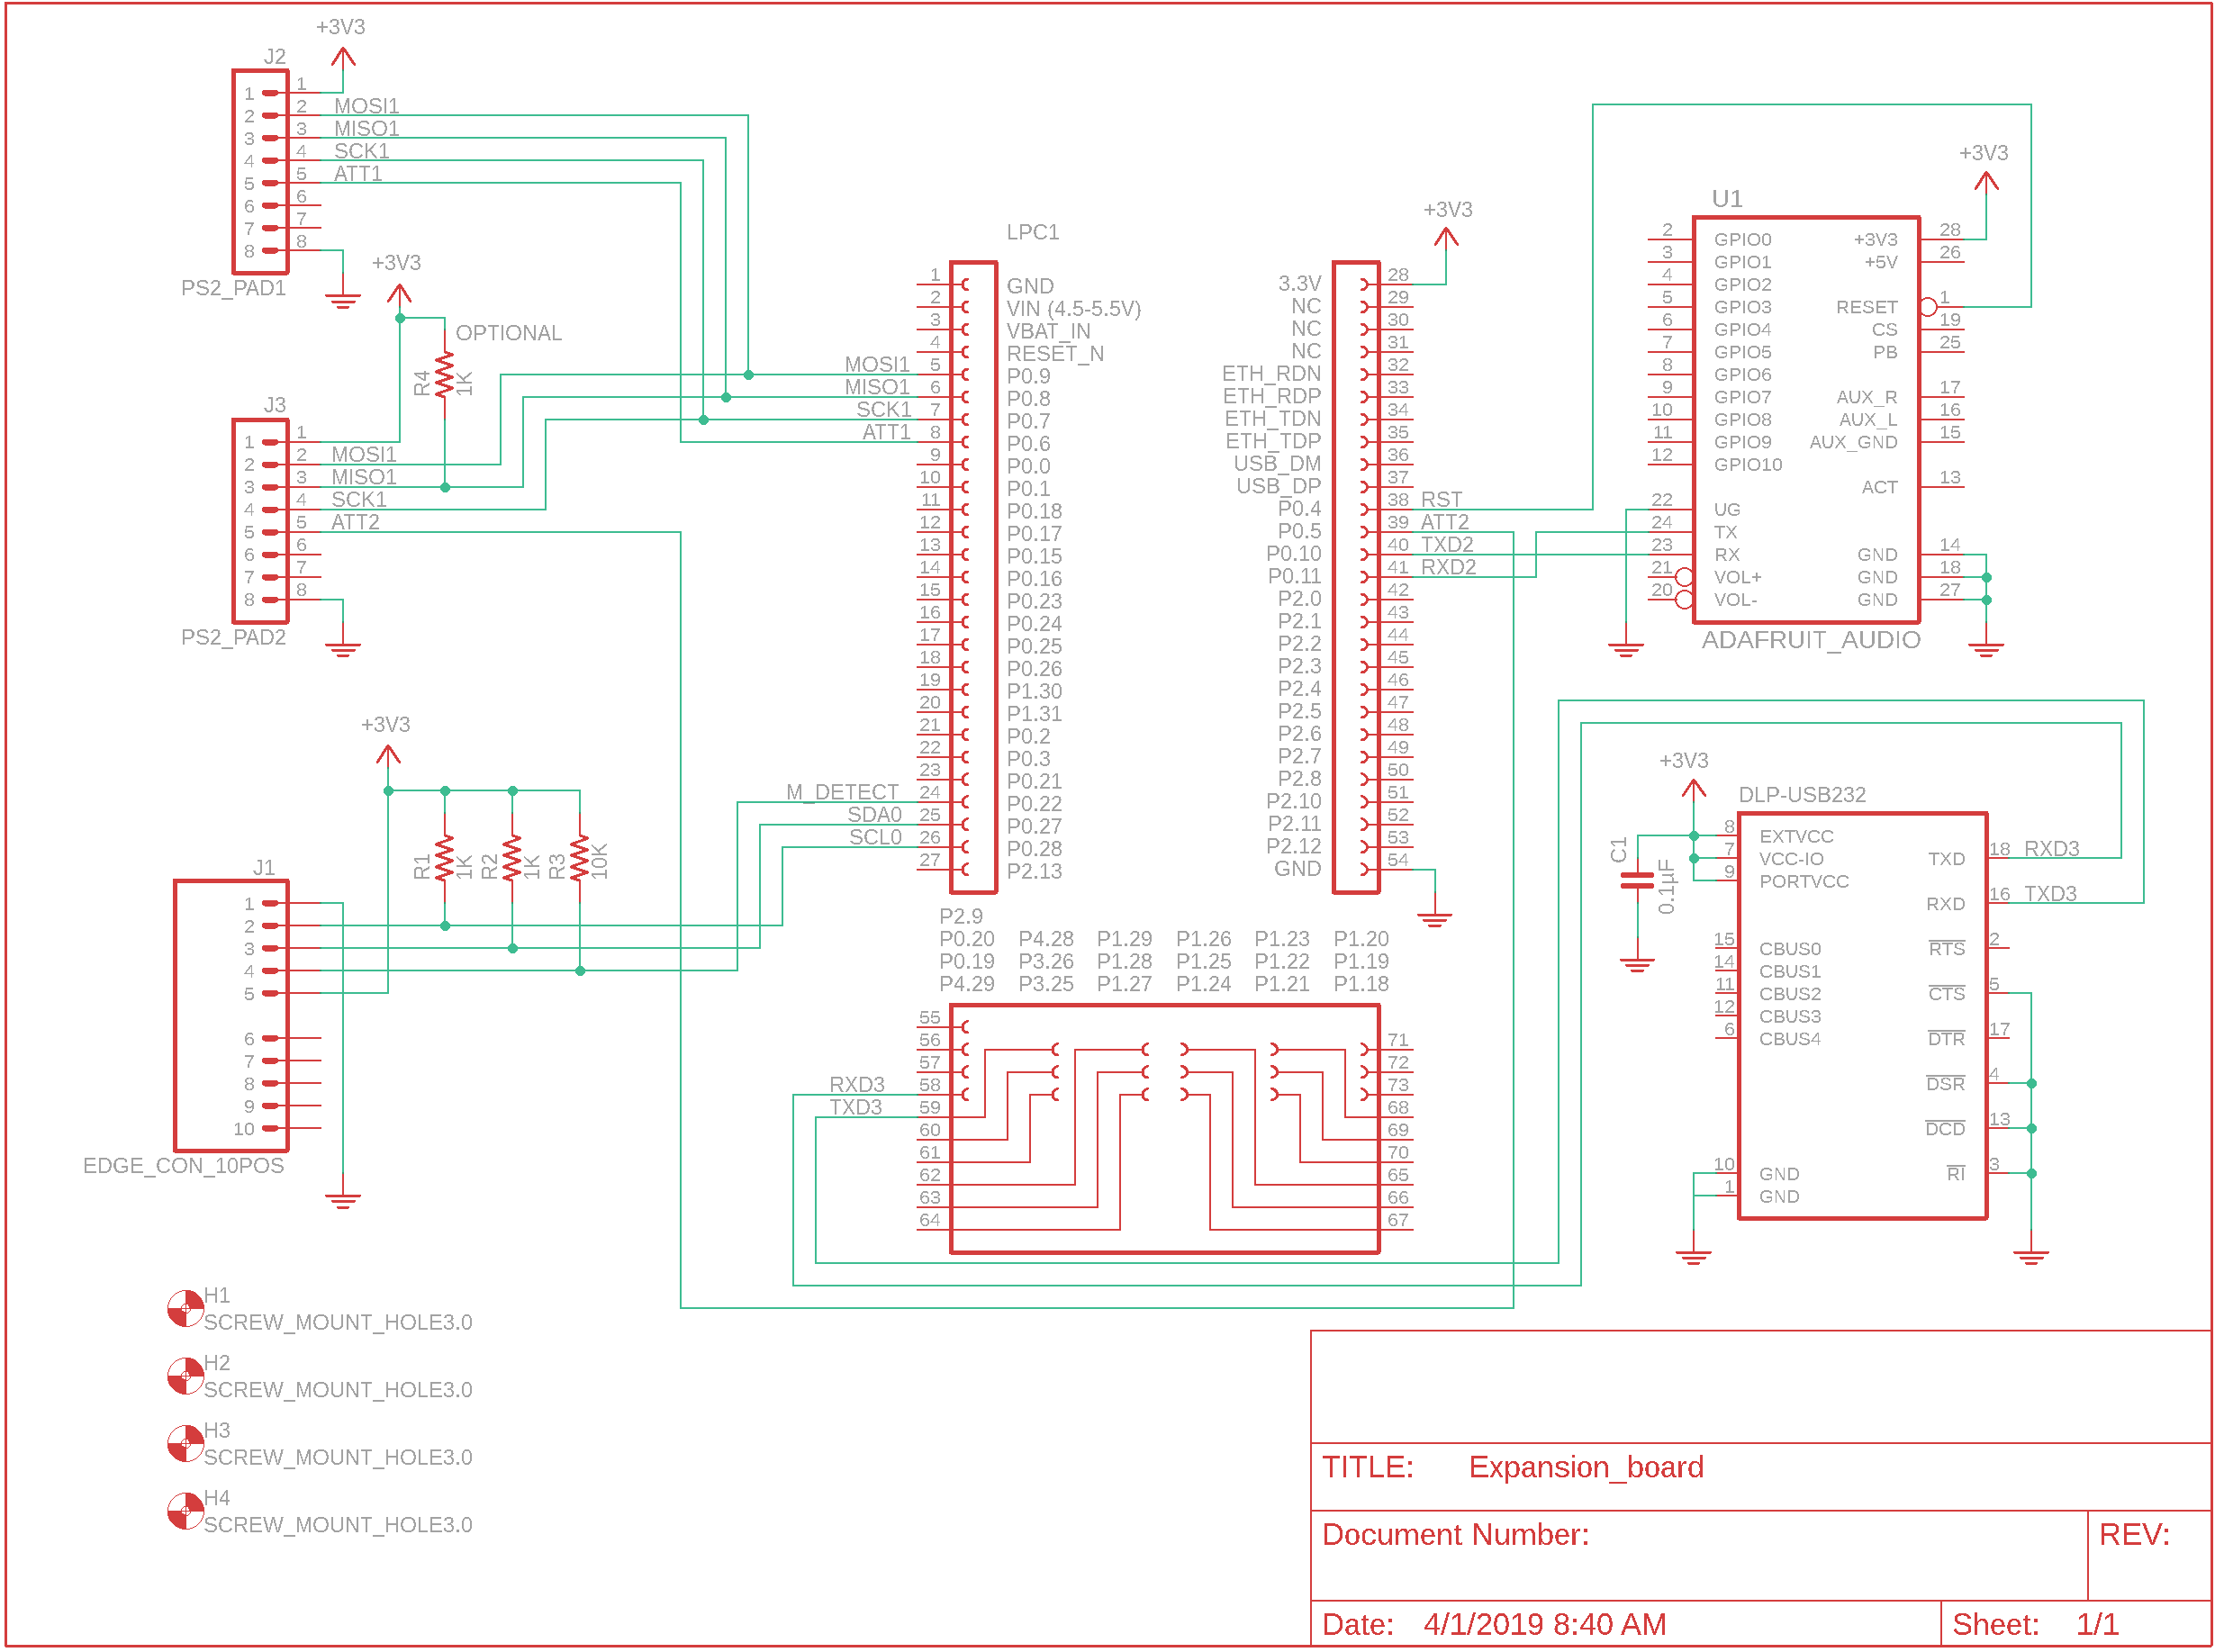 +3V3
J2
1 1
2 2 MOSI1
3 3 MISO1
4 4 SCK1
5 5 ATT1
6 6
7 7
8 8
PS2_PAD1
+3V3
OPTIONAL
R4
1K
J3
1 1
2 2 MOSI1
3 3 MISO1
4 4 SCK1
5 5 ATT2
6 6
7 7
8 8
PS2_PAD2
+3V3
R1
1K
R2
1K
R3
10K
J1
1
2
3
4
5
6
7
8
9
10
EDGE_CON_10POS
H1
SCREW_MOUNT_HOLE3.0
H2
SCREW_MOUNT_HOLE3.0
H3
SCREW_MOUNT_HOLE3.0
H4
SCREW_MOUNT_HOLE3.0
LPC1
1 GND
2 VIN (4.5-5.5V)
3 VBAT_IN
4 RESET_N
MOSI1 5 P0.9
MISO1 6 P0.8
SCK1 7 P0.7
ATT1 8 P0.6
9 P0.0
10 P0.1
11 P0.18
12 P0.17
13 P0.15
14 P0.16
15 P0.23
16 P0.24
17 P0.25
18 P0.26
19 P1.30
20 P1.31
21 P0.2
22 P0.3
23 P0.21
M_DETECT 24 P0.22
SDA0 25 P0.27
SCL0 26 P0.28
27 P2.13
+3V3
3.3V 28
NC 29
NC 30
NC 31
ETH_RDN 32
ETH_RDP 33
ETH_TDN 34
ETH_TDP 35
USB_DM 36
USB_DP 37
P0.4 38 RST
P0.5 39 ATT2
P0.10 40 TXD2
P0.11 41 RXD2
P2.0 42
P2.1 43
P2.2 44
P2.3 45
P2.4 46
P2.5 47
P2.6 48
P2.7 49
P2.8 50
P2.10 51
P2.11 52
P2.12 53
GND 54
P2.9
P0.20 P4.28 P1.29 P1.26 P1.23 P1.20
P0.19 P3.26 P1.28 P1.25 P1.22 P1.19
P4.29 P3.25 P1.27 P1.24 P1.21 P1.18
55
56 71
57 72
RXD3 58 73
TXD3 59 68
60 69
61 70
62 65
63 66
64 67
+3V3
U1
2 GPIO0 +3V3 28
3 GPIO1 +5V 26
4 GPIO2
5 GPIO3 RESET 1
6 GPIO4 CS 19
7 GPIO5 PB 25
8 GPIO6
9 GPIO7 AUX_R 17
10 GPIO8 AUX_L 16
11 GPIO9 AUX_GND 15
12 GPIO10
ACT 13
22 UG
24 TX
23 RX GND 14
21 VOL+ GND 18
20 VOL- GND 27
ADAFRUIT_AUDIO
+3V3
DLP-USB232
C1
0.1µF
8 EXTVCC
7 VCC-IO TXD 18 RXD3
9 PORTVCC
RXD 16 TXD3
15 CBUS0 RTS 2
14 CBUS1
11 CBUS2 CTS 5
12 CBUS3
6 CBUS4 DTR 17
DSR 4
DCD 13
10 GND RI 3
1 GND
TITLE: Expansion_board
Document Number:
REV:
Date: 4/1/2019 8:40 AM
Sheet: 1/1